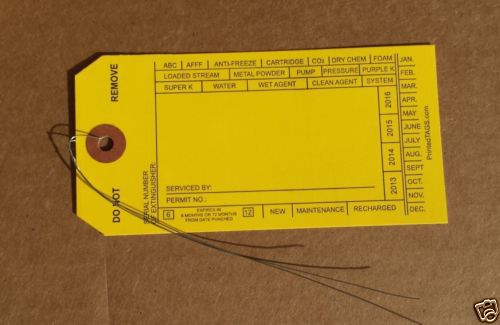 DO NOT REMOVE
SERIAL NUMBER
OF EXTINGUISHER:
ABC AFFF ANTI-FREEZE CARTRIDGE CO2 DRY CHEM FOAM
LOADED STREAM METAL POWDER PUMP PRESSURE PURPLE K
SUPER K WATER WET AGENT CLEAN AGENT SYSTEM
JAN.
FEB.
MAR.
APR.
MAY
JUNE
JULY
AUG.
SEPT
OCT.
NOV.
DEC.
2016
2015
2014
2013
SERVICED BY:
PERMIT NO.:
6 EXPIRES IN 12 NEW MAINTENANCE RECHARGED
6 MONTHS OR 12 MONTHS
FROM DATE PUNCHED
PrintedTAGS.com